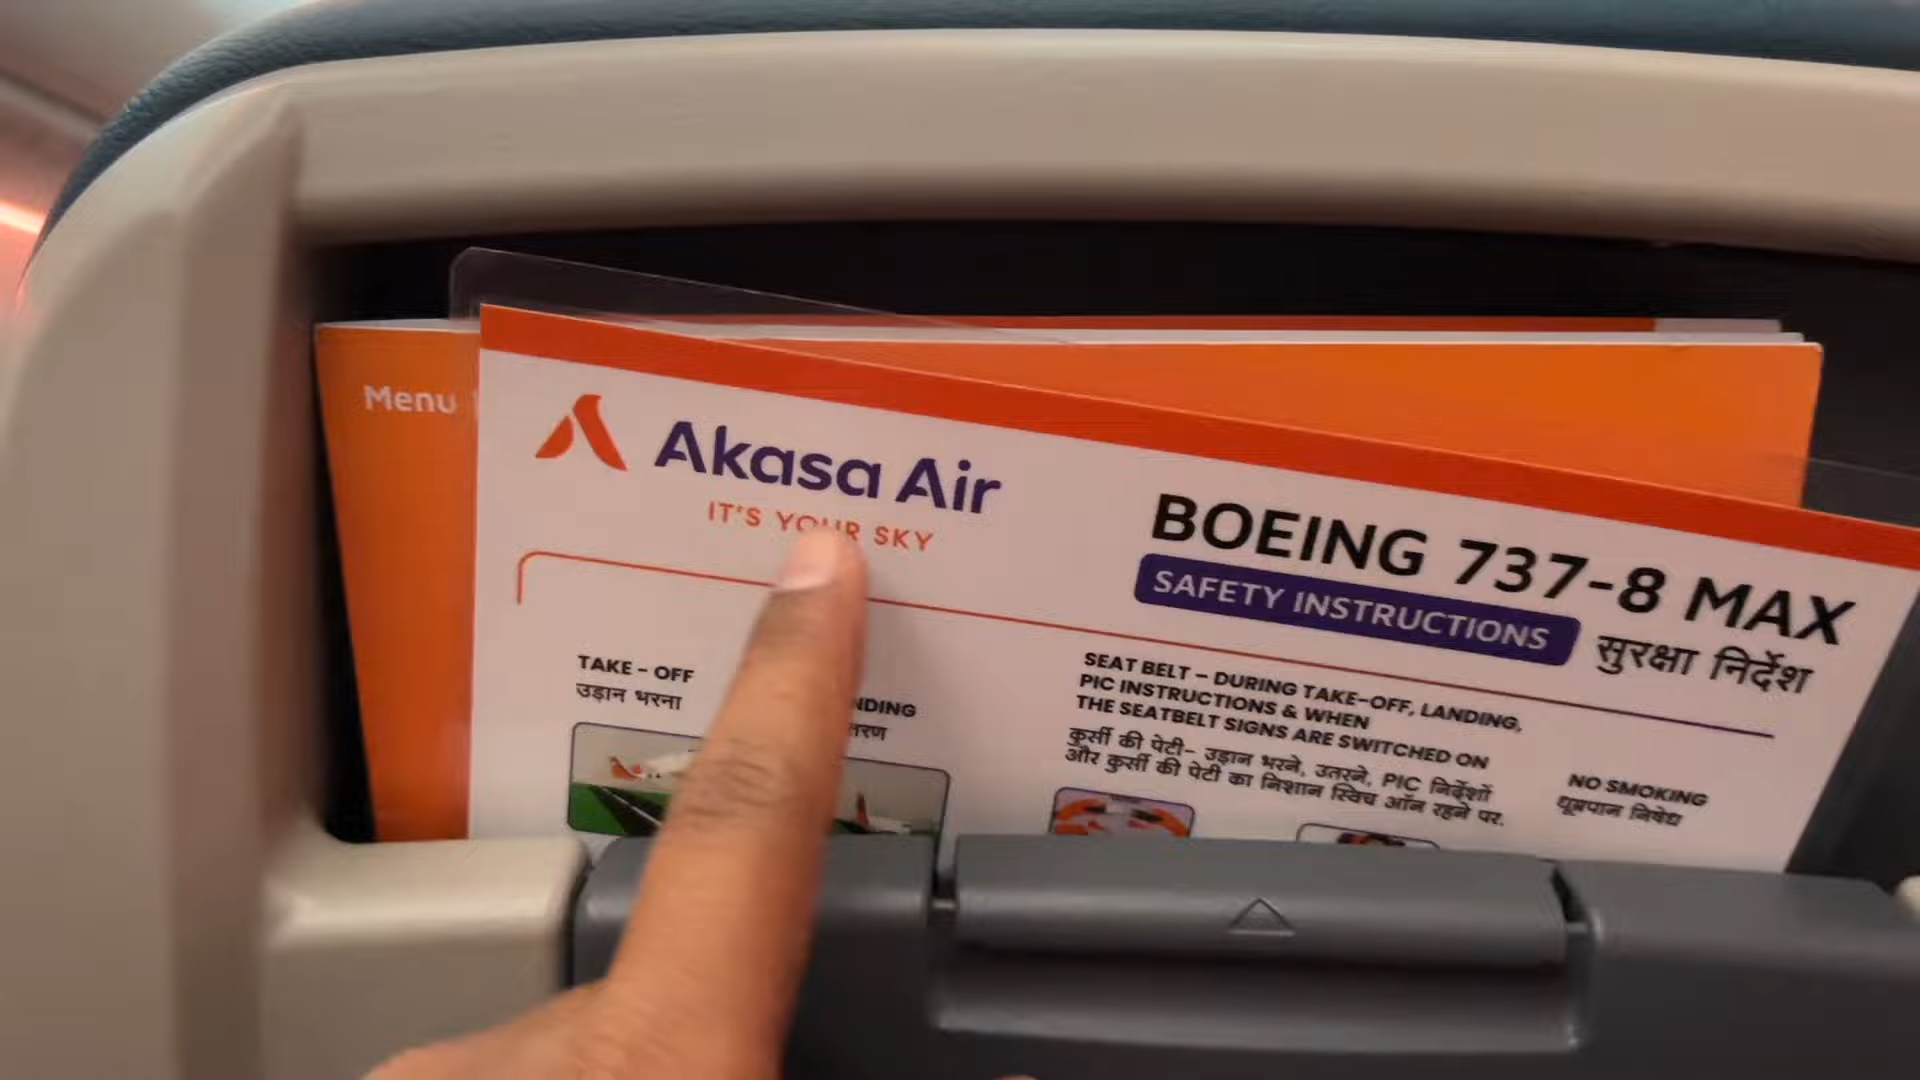 Menu
Akasa Air
IT'S YOUR SKY
BOEING 737-8 MAX
SAFETY INSTRUCTIONS
सुरक्षा निर्देश
TAKE - OFF
उड़ान भरना
SEAT BELT - DURING TAKE-OFF, LANDING,
PIC INSTRUCTIONS & WHEN
THE SEATBELT SIGNS ARE SWITCHED ON
कुर्सी की पेटी- उड़ान भरने, उतरने, PIC निर्देशों
और कुर्सी की पेटी का निशान स्विच ऑन रहने पर.
NO SMOKING
धूम्रपान निषेध